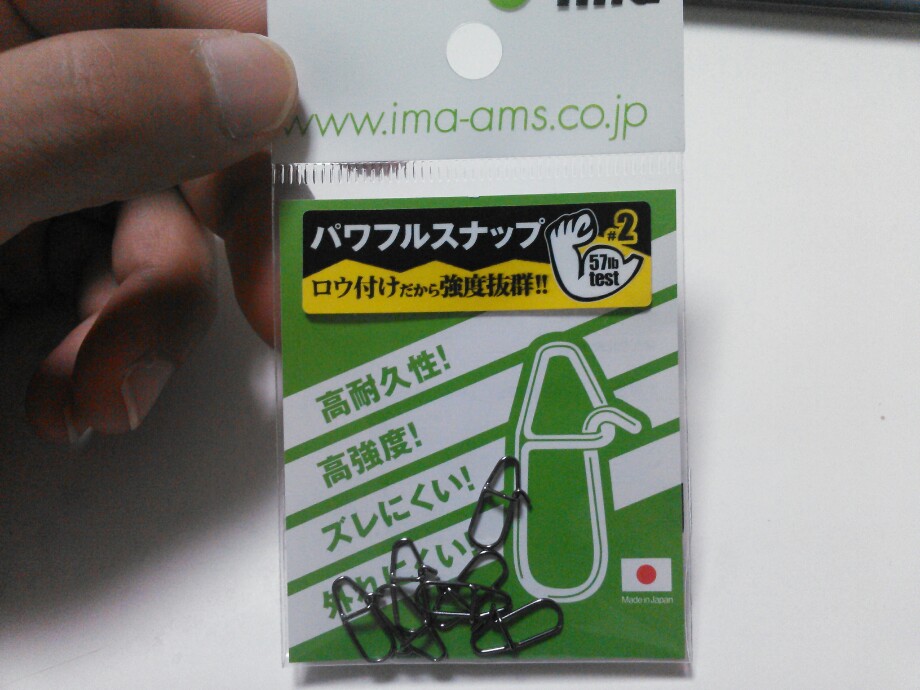 www.ima-ams.co.jp
パワフルスナップ
#2
57lb
test
ロウ付けだから強度抜群!!
高耐久性!
高強度!
ズレにくい!
外れにくい!
Made in Japan